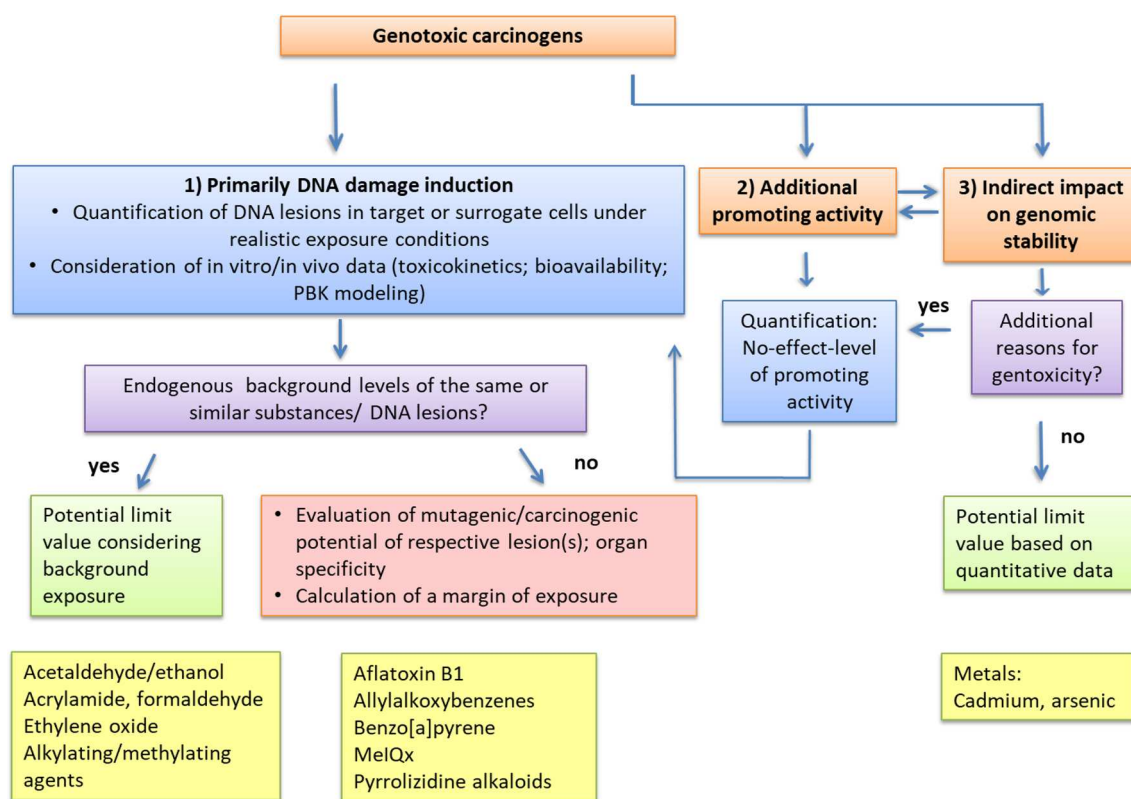 Genotoxic carcinogens
1) Primarily DNA damage induction
• Quantification of DNA lesions in target or surrogate cells under
realistic exposure conditions
• Consideration of in vitro/in vivo data (toxicokinetics; bioavailability;
PBK modeling)
2) Additional
promoting activity
3) Indirect impact
on genomic
stability
Endogenous background levels of the same or
similar substances/ DNA lesions?
Quantification:
No-effect-level
of promoting
activity
yes
Additional
reasons for
gentoxicity?
yes
no
no
Potential limit
value considering
background
exposure
• Evaluation of mutagenic/carcinogenic
potential of respective lesion(s); organ
specificity
• Calculation of a margin of exposure
Potential limit
value based on
quantitative data
Acetaldehyde/ethanol
Acrylamide, formaldehyde
Ethylene oxide
Alkylating/methylating
agents
Aflatoxin B1
Allylalkoxybenzenes
Benzo[a]pyrene
MeIQx
Pyrrolizidine alkaloids
Metals:
Cadmium, arsenic